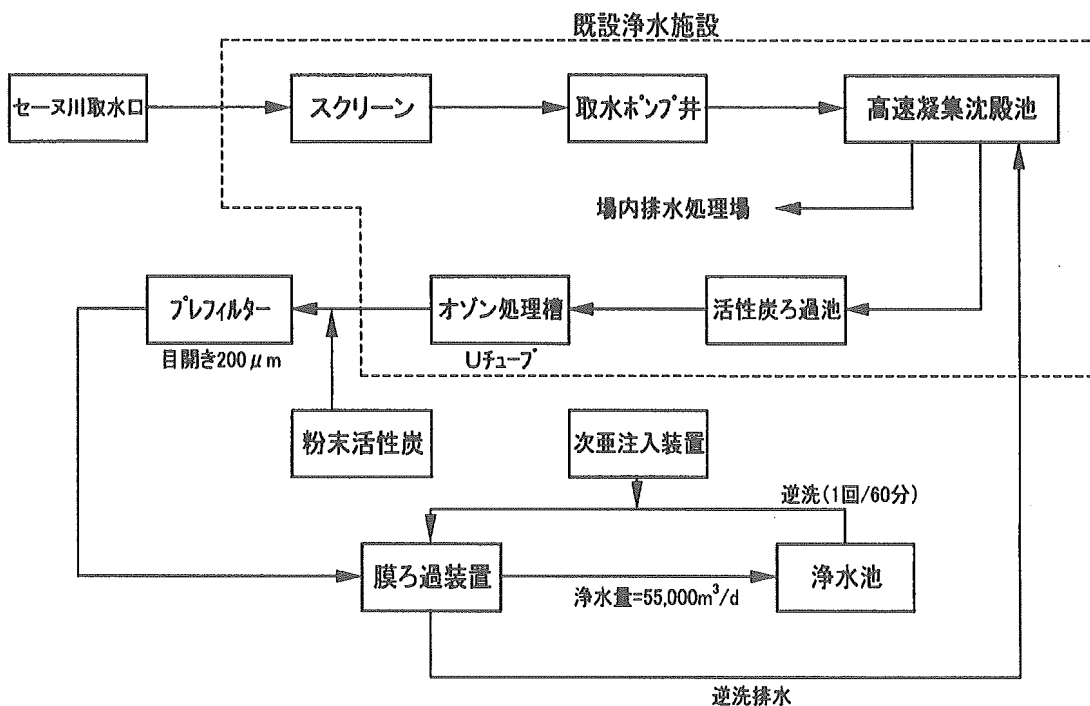 既設浄水施設
セーヌ川取水口
スクリーン
取水ポンプ井
高速凝集沈殿池
場内排水処理場
プレフィルター
目開き200μm
オゾン処理槽
Uチューブ
活性炭ろ過池
粉末活性炭
次亜注入装置
逆洗(1回/60分)
膜ろ過装置
浄水量=55,000m³/d
浄水池
逆洗排水